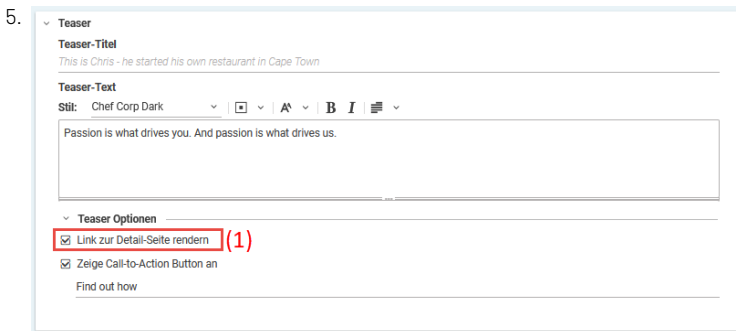 5.
Teaser
Teaser-Titel
This is Chris - he started his own restaurant in Cape Town
Teaser-Text
Stil: Chef Corp Dark A B I
Passion is what drives you. And passion is what drives us.
Teaser Optionen
Link zur Detail-Seite rendern (1)
Zeige Call-to-Action Button an
Find out how